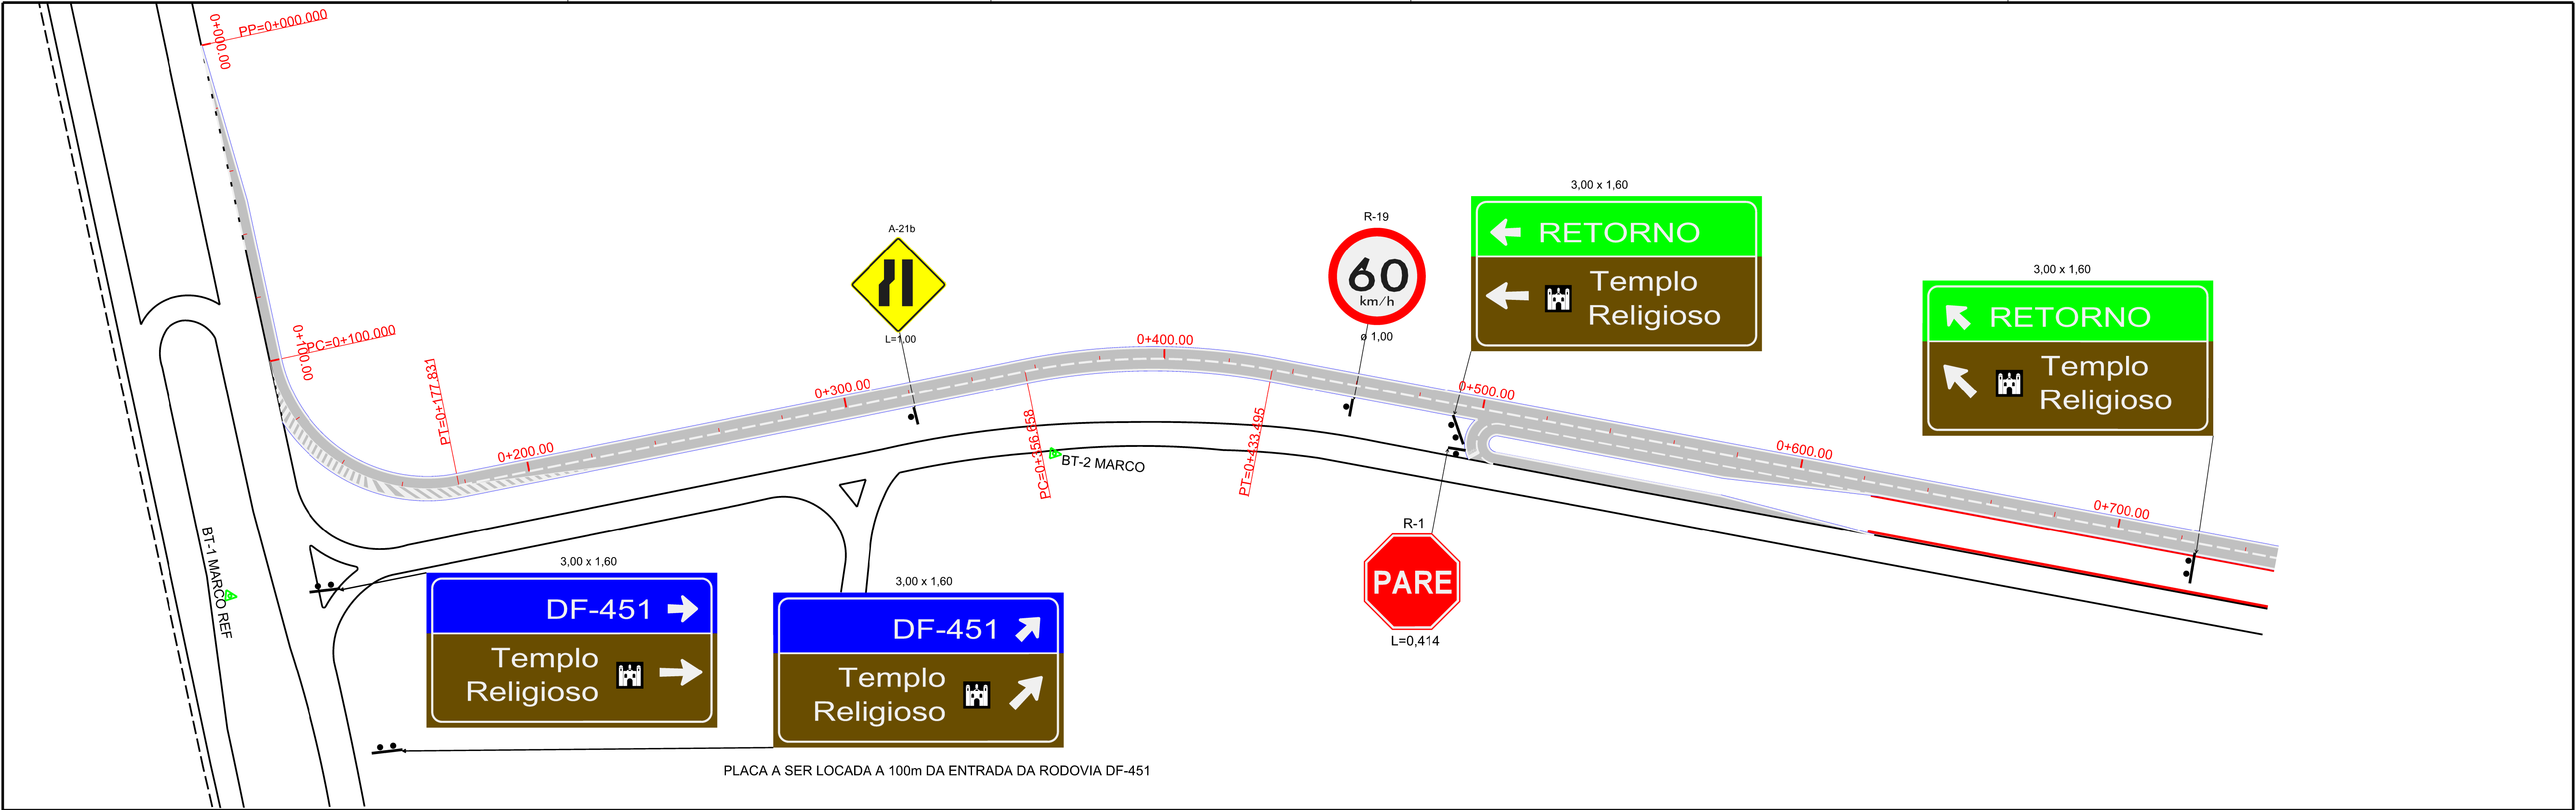 0+000.00
PP=0+000.000
0+100.00
PC=0+100.000
PT=0+177.831
0+200.00
0+300.00
A-21b
L=1,00
PC=0+356.658
0+400.00
PT=0+433.495
R-19
60
km/h
ø 1,00
0+500.00
3,00 x 1,60
RETORNO
Templo
Religioso
0+600.00
3,00 x 1,60
RETORNO
Templo
Religioso
0+700.00
BT-1 MARCO REF
BT-2 MARCO
R-1
PARE
L=0,414
3,00 x 1,60
DF-451
Templo
Religioso
3,00 x 1,60
DF-451
Templo
Religioso
PLACA A SER LOCADA A 100m DA ENTRADA DA RODOVIA DF-451